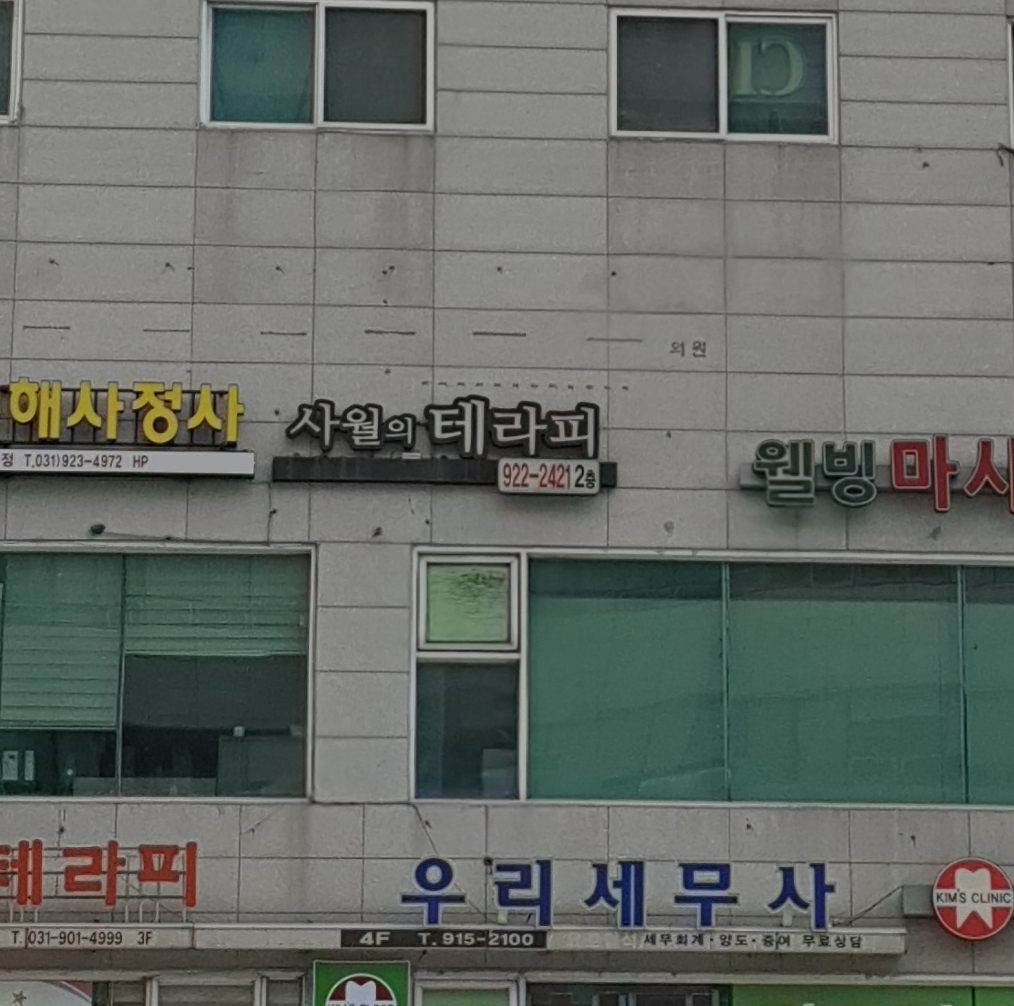 의원
해사정사
정 T.031)923-4972 HP
사월의 테라피
922-2421 2층
웰빙마사
테라피
T.031-901-4999 3F
우리세무사
4F T.915-2100
세무회계·양도·증여 무료상담
KIM'S CLINIC